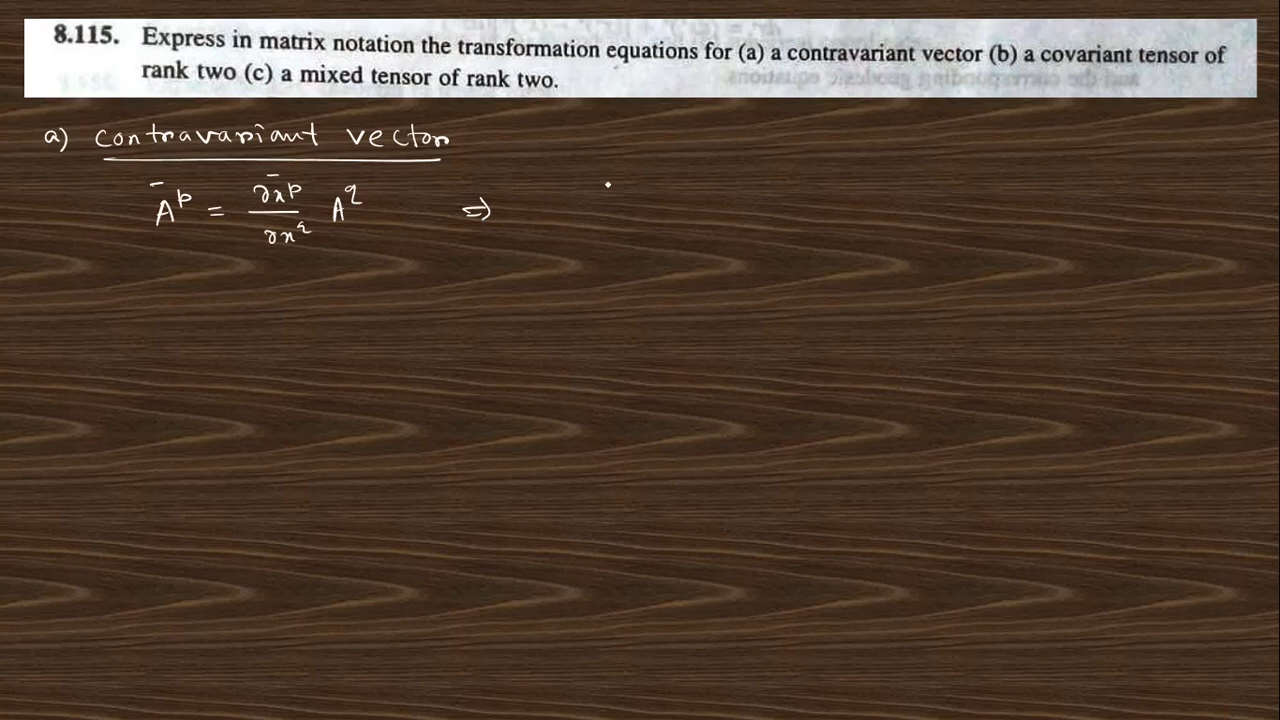 8.115. Express in matrix notation the transformation equations for (a) a contravariant vector (b) a covariant tensor of
rank two (c) a mixed tensor of rank two.
a) contravariant vector
A̅ᵖ = ∂x̅ᵖ/∂x^q A^q ⇒